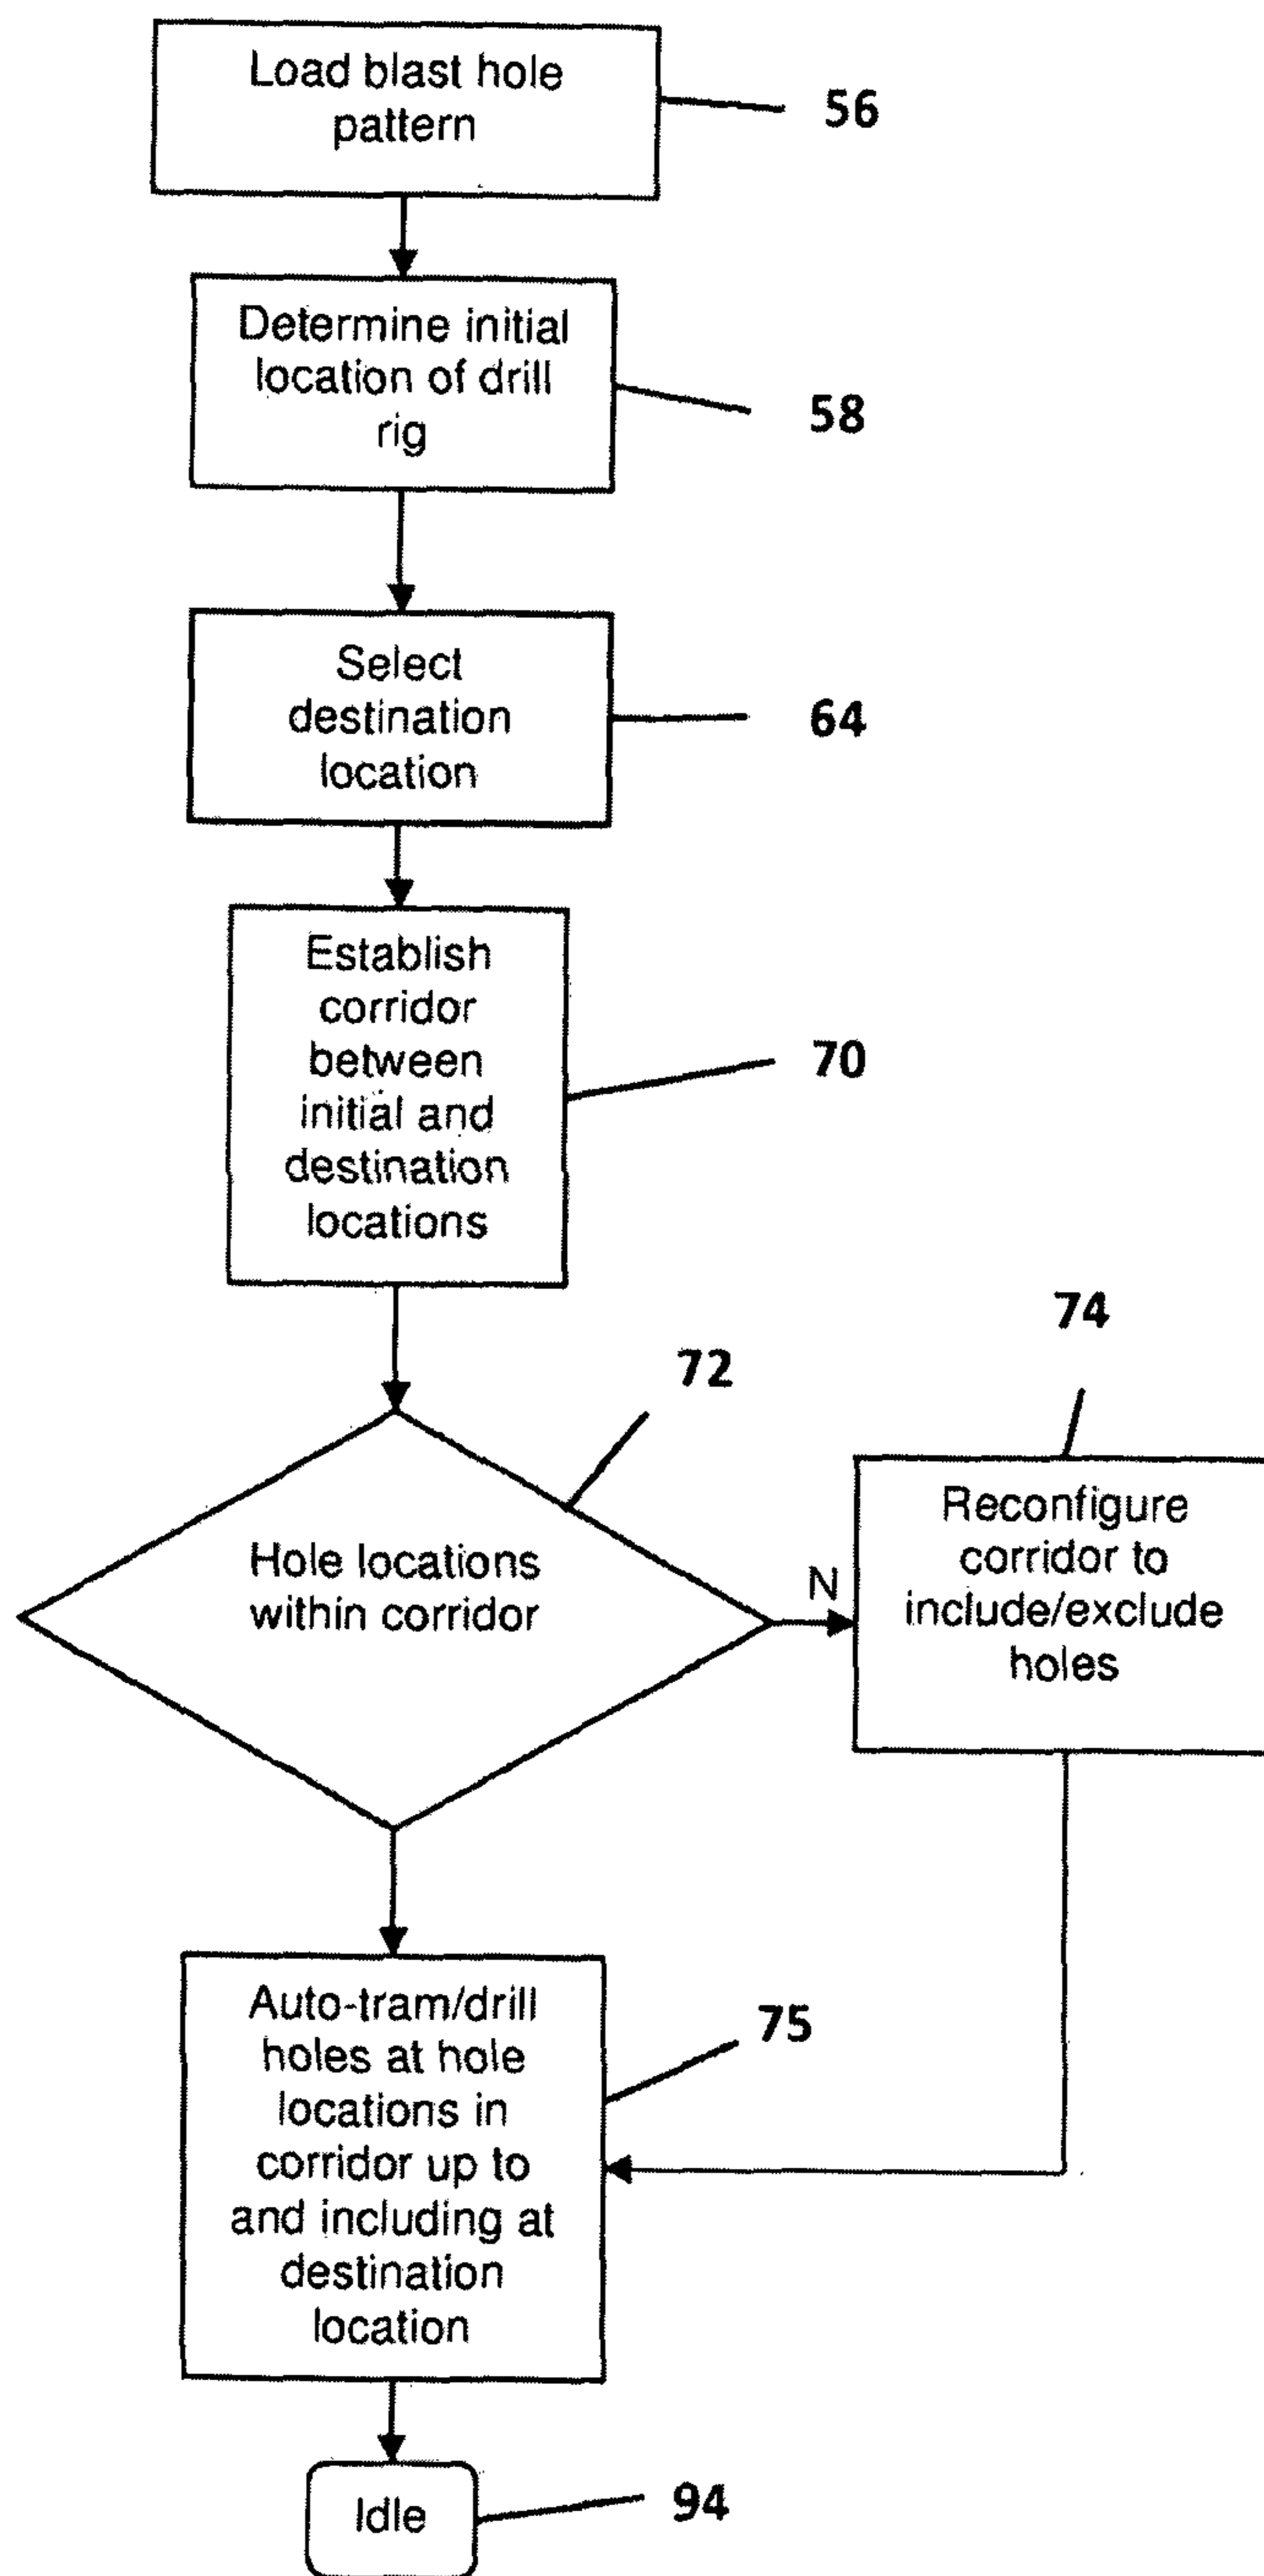 Load blast hole
pattern
56
Determine initial
location of drill
rig
58
Select
destination
location
64
Establish
corridor
between
initial and
destination
locations
70
72
74
Hole locations
within corridor
N
Reconfigure
corridor to
include/exclude
holes
Auto-tram/drill
holes at hole
locations in
corridor up to
and including at
destination
location
75
Idle
94